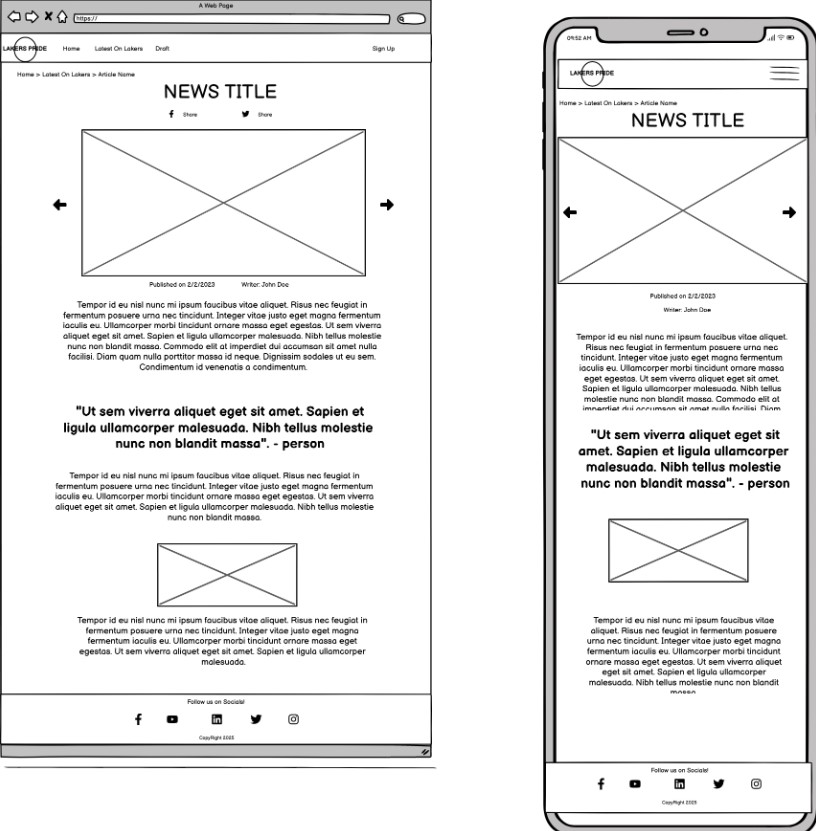 A Web Page
https://
LAKERS PRIDE
Home
Latest On Lakers
Draft
Sign Up
Home > Latest On Lakers > Article Name
NEWS TITLE
Share
Share
Published on 2/2/2023
Writer: John Doe
Tempor id eu nisl nunc mi ipsum faucibus vitae aliquet. Risus nec feugiat in
fermentum posuere urna nec tincidunt. Integer vitae justo eget magna fermentum
iaculis eu. Ullamcorper morbi tincidunt ornare massa eget egestas. Ut sem viverra
aliquet eget sit amet. Sapien et ligula ullamcorper malesuada. Nibh tellus molestie
nunc non blandit massa. Commodo elit at imperdiet dui accumsan sit amet nulla
facilisi. Diam quam nulla porttitor massa id neque. Dignissim sodales ut eu sem.
Condimentum id venenatis a condimentum.
"Ut sem viverra aliquet eget sit amet. Sapien et
ligula ullamcorper malesuada. Nibh tellus molestie
nunc non blandit massa". - person
Tempor id eu nisl nunc mi ipsum faucibus vitae aliquet. Risus nec feugiat in
fermentum posuere urna nec tincidunt. Integer vitae justo eget magna fermentum
iaculis eu. Ullamcorper morbi tincidunt ornare massa eget egestas. Ut sem viverra
aliquet eget sit amet. Sapien et ligula ullamcorper malesuada. Nibh tellus molestie
nunc non blandit massa.
Tempor id eu nisl nunc mi ipsum faucibus vitae aliquet. Risus nec feugiat in
fermentum posuere urna nec tincidunt. Integer vitae justo eget magna
fermentum iaculis eu. Ullamcorper morbi tincidunt ornare massa eget
egestas. Ut sem viverra aliquet eget sit amet. Sapien et ligula ullamcorper
malesuada.
Follow us on Socials!
CopyRight 2023
09:52 AM
LAKERS PRIDE
Home > Latest On Lakers > Article Name
NEWS TITLE
Published on 2/2/2023
Writer: John Doe
Tempor id eu nisl nunc mi ipsum faucibus vitae aliquet.
Risus nec feugiat in fermentum posuere urna nec
tincidunt. Integer vitae justo eget magna fermentum
iaculis eu. Ullamcorper morbi tincidunt ornare massa
eget egestas. Ut sem viverra aliquet eget sit amet.
Sapien et ligula ullamcorper malesuada. Nibh tellus
molestie nunc non blandit massa. Commodo elit at
imperdiet dui accumsan sit amet nulla facilisi. Diam
"Ut sem viverra aliquet eget sit
amet. Sapien et ligula ullamcorper
malesuada. Nibh tellus molestie
nunc non blandit massa". - person
Tempor id eu nisl nunc mi ipsum faucibus vitae
aliquet. Risus nec feugiat in fermentum posuere
urna nec tincidunt. Integer vitae justo eget magna
fermentum iaculis eu. Ullamcorper morbi tincidunt
ornare massa eget egestas. Ut sem viverra aliquet
eget sit amet. Sapien et ligula ullamcorper
malesuada. Nibh tellus molestie nunc non blandit
massa
Follow us on Socials!
CopyRight 2023